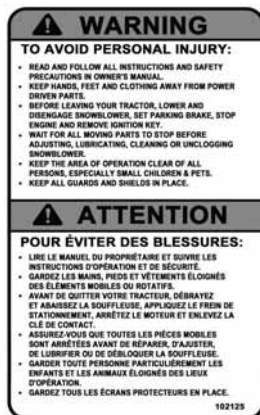 WARNING
TO AVOID PERSONAL INJURY:
• READ AND FOLLOW ALL INSTRUCTIONS AND SAFETY
PRECAUTIONS IN OWNER'S MANUAL.
• KEEP HANDS, FEET AND CLOTHING AWAY FROM POWER
DRIVEN PARTS.
• BEFORE LEAVING YOUR TRACTOR, LOWER AND
DISENGAGE SNOWBLOWER, SET PARKING BRAKE, STOP
ENGINE AND REMOVE IGNITION KEY.
• WAIT FOR ALL MOVING PARTS TO STOP BEFORE
ADJUSTING, LUBRICATING, CLEANING OR UNCLOGGING
SNOWBLOWER.
• KEEP THE AREA OF OPERATION CLEAR OF ALL
PERSONS, ESPECIALLY SMALL CHILDREN & PETS.
• KEEP ALL GUARDS AND SHIELDS IN PLACE.
ATTENTION
POUR ÉVITER DES BLESSURES:
• LIRE LE MANUEL DU PROPRIÉTAIRE ET SUIVRE LES
INSTRUCTIONS D'OPÉRATION ET DE SÉCURITÉ.
• GARDEZ LES MAINS, PIEDS ET VÊTEMENTS ÉLOIGNÉS
DES ÉLÉMENTS MOBILES OU ROTATIFS.
• AVANT DE QUITTER VOTRE TRACTEUR, DÉBRAYEZ
ET ABAISSEZ LA SOUFFLEUSE, APPLIQUEZ LE FREIN DE
STATIONNEMENT, ARRÊTEZ LE MOTEUR ET ENLEVEZ LA
CLÉ DE CONTACT.
• ASSUREZ-VOUS QUE TOUTES LES PIÈCES MOBILES
SONT ARRÊTÉES AVANT DE RÉPARER, D'AJUSTER,
DE LUBRIFIER OU DE DÉBLOQUER LA SOUFFLEUSE.
• GARDER TOUTE PERSONNE PARTICULIÈREMENT LES
ENFANTS ET LES ANIMAUX ÉLOIGNÉS DES LIEUX
D'OPÉRATION.
• GARDEZ TOUS LES ÉCRANS PROTECTEURS EN PLACE.
102125